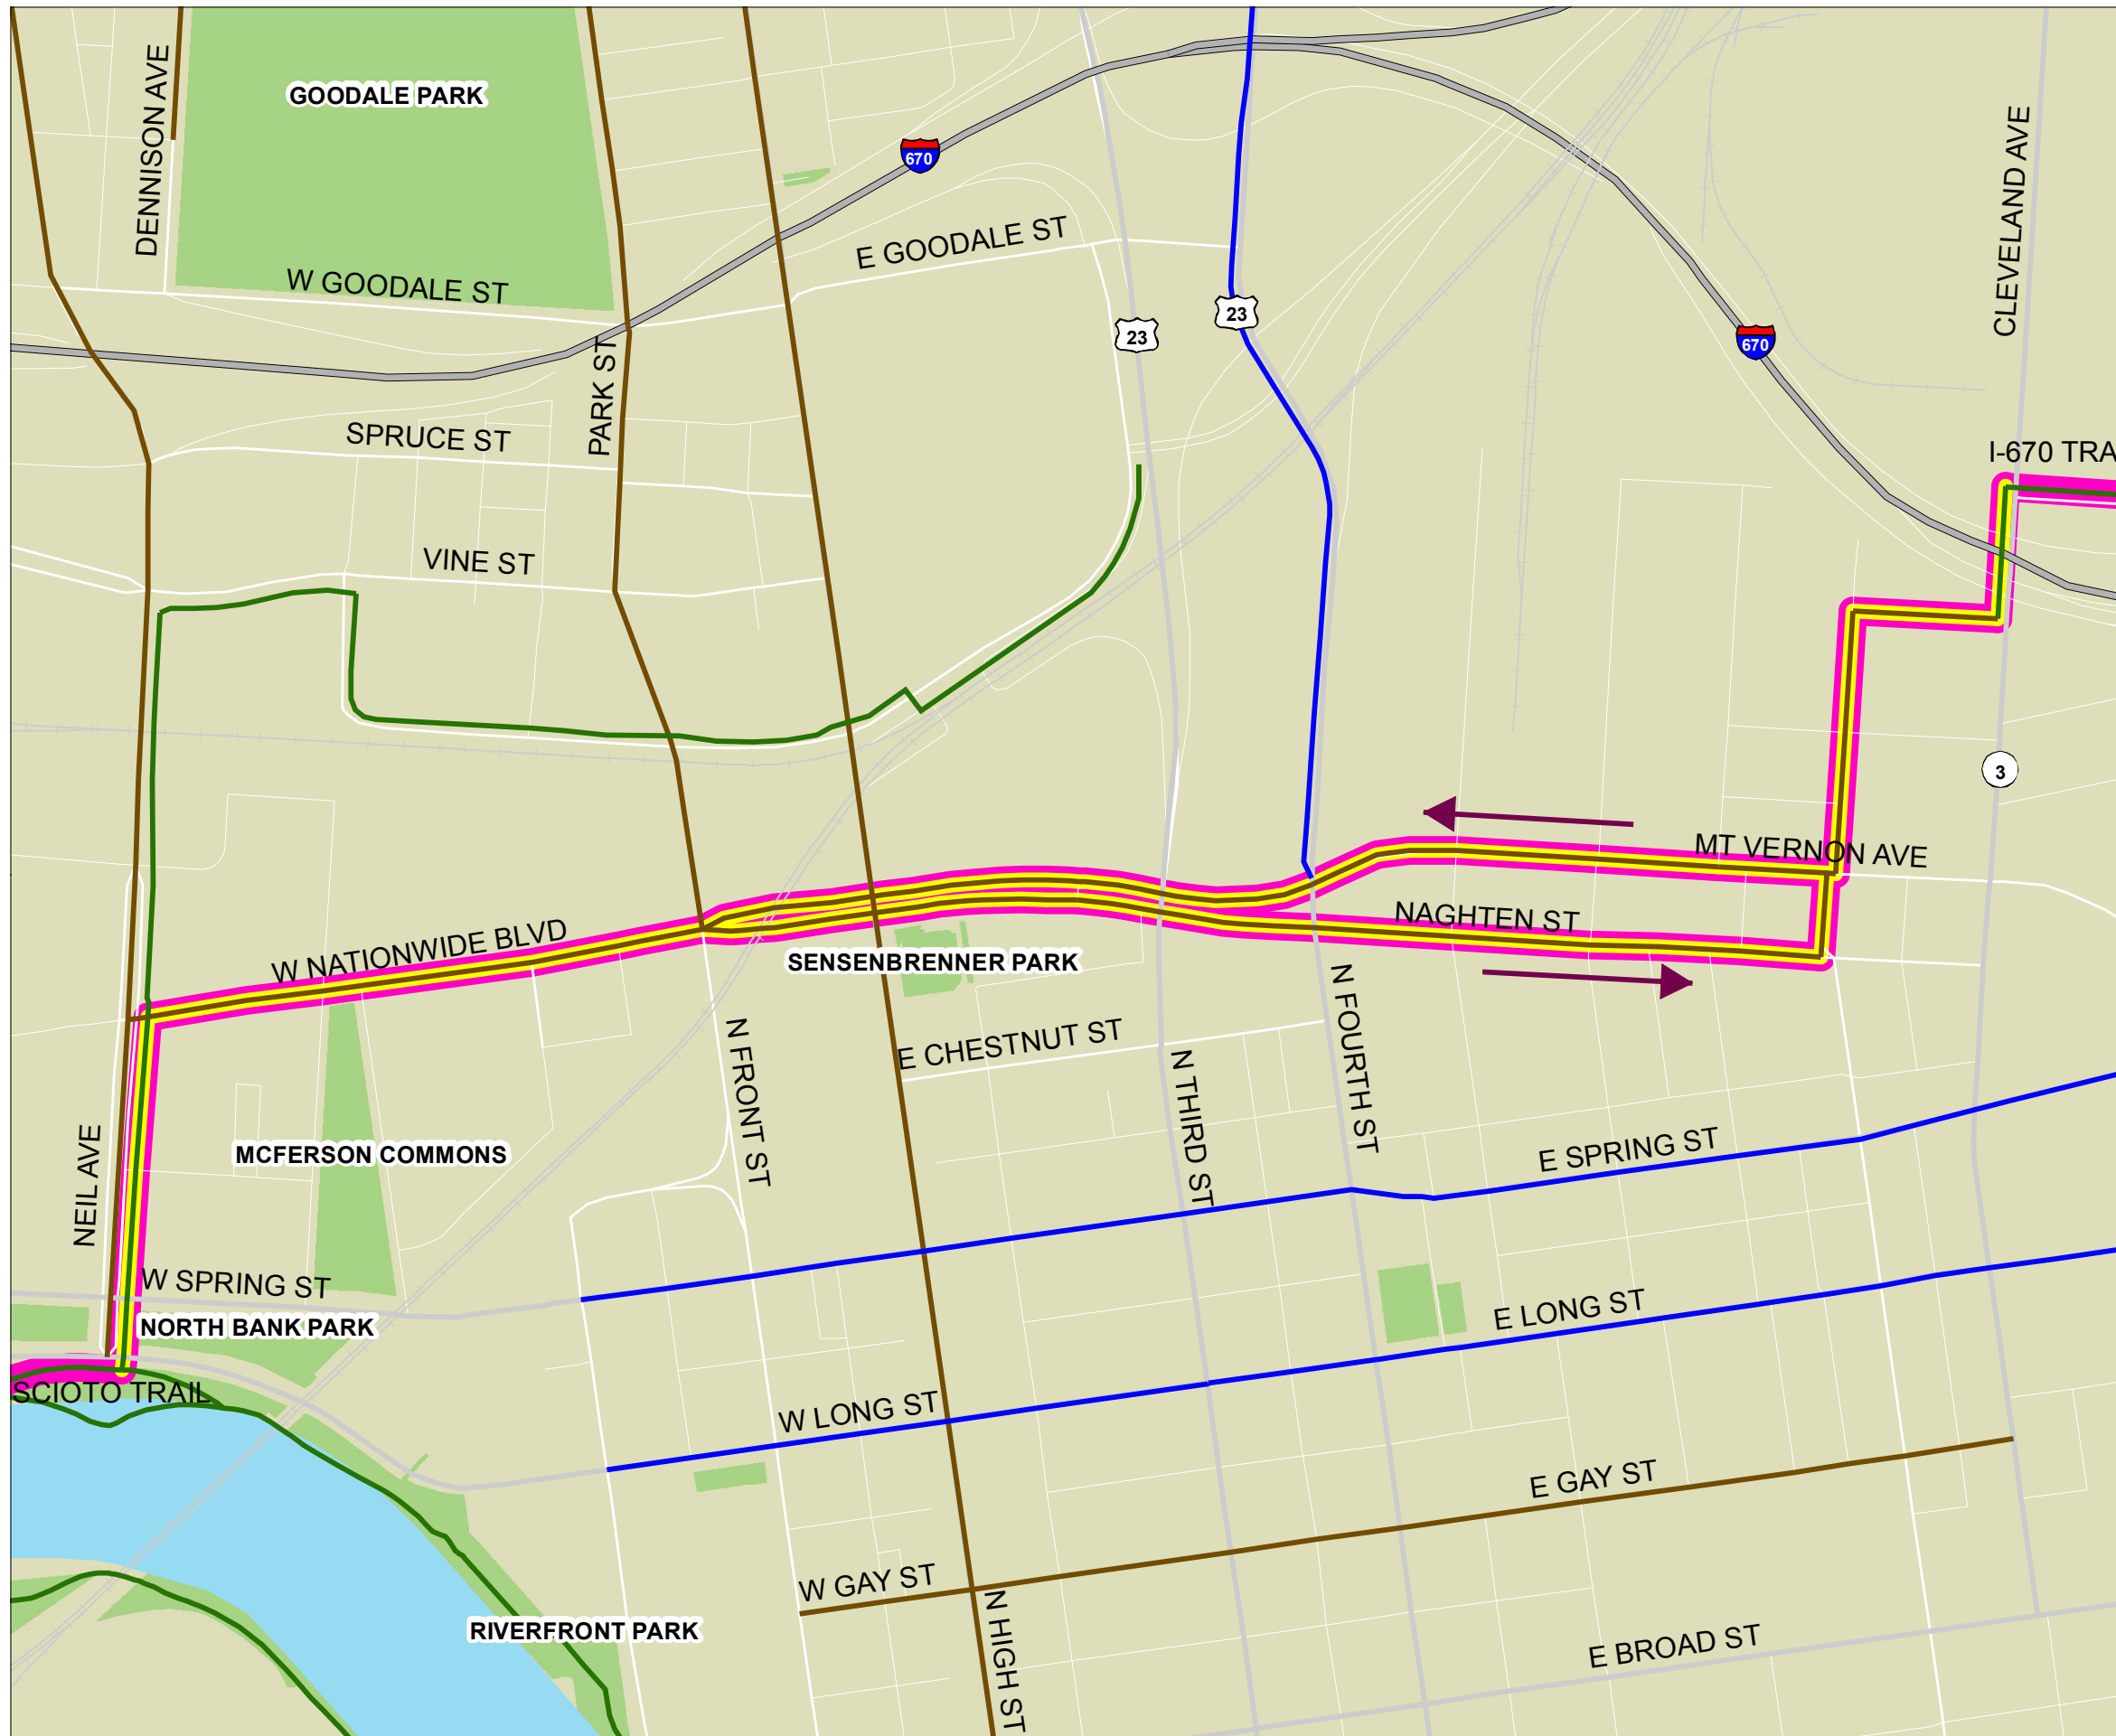 DENNISON AVE
GOODALE PARK
670
CLEVELAND AVE
E GOODALE ST
W GOODALE ST
23
23
670
PARK ST
SPRUCE ST
I-670 TRA
VINE ST
3
MT VERNON AVE
NAGHTEN ST
W NATIONWIDE BLVD
SENSENBRENNER PARK
N FRONT ST
E CHESTNUT ST
N THIRD ST
N FOURTH ST
NEIL AVE
MCFERSON COMMONS
E SPRING ST
W SPRING ST
NORTH BANK PARK
E LONG ST
SCIOTO TRAIL
W LONG ST
E GAY ST
W GAY ST
RIVERFRONT PARK
N HIGH ST
E BROAD ST